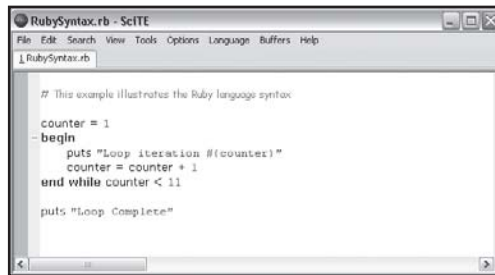 RubySyntax.rb - SciTE
File Edit Search View Tools Options Language Buffers Help
1 RubySyntax.rb
# This example illustrates the Ruby language syntax
counter = 1
begin
puts "Loop iteration #{counter}"
counter = counter + 1
end while counter < 11
puts "Loop Complete"